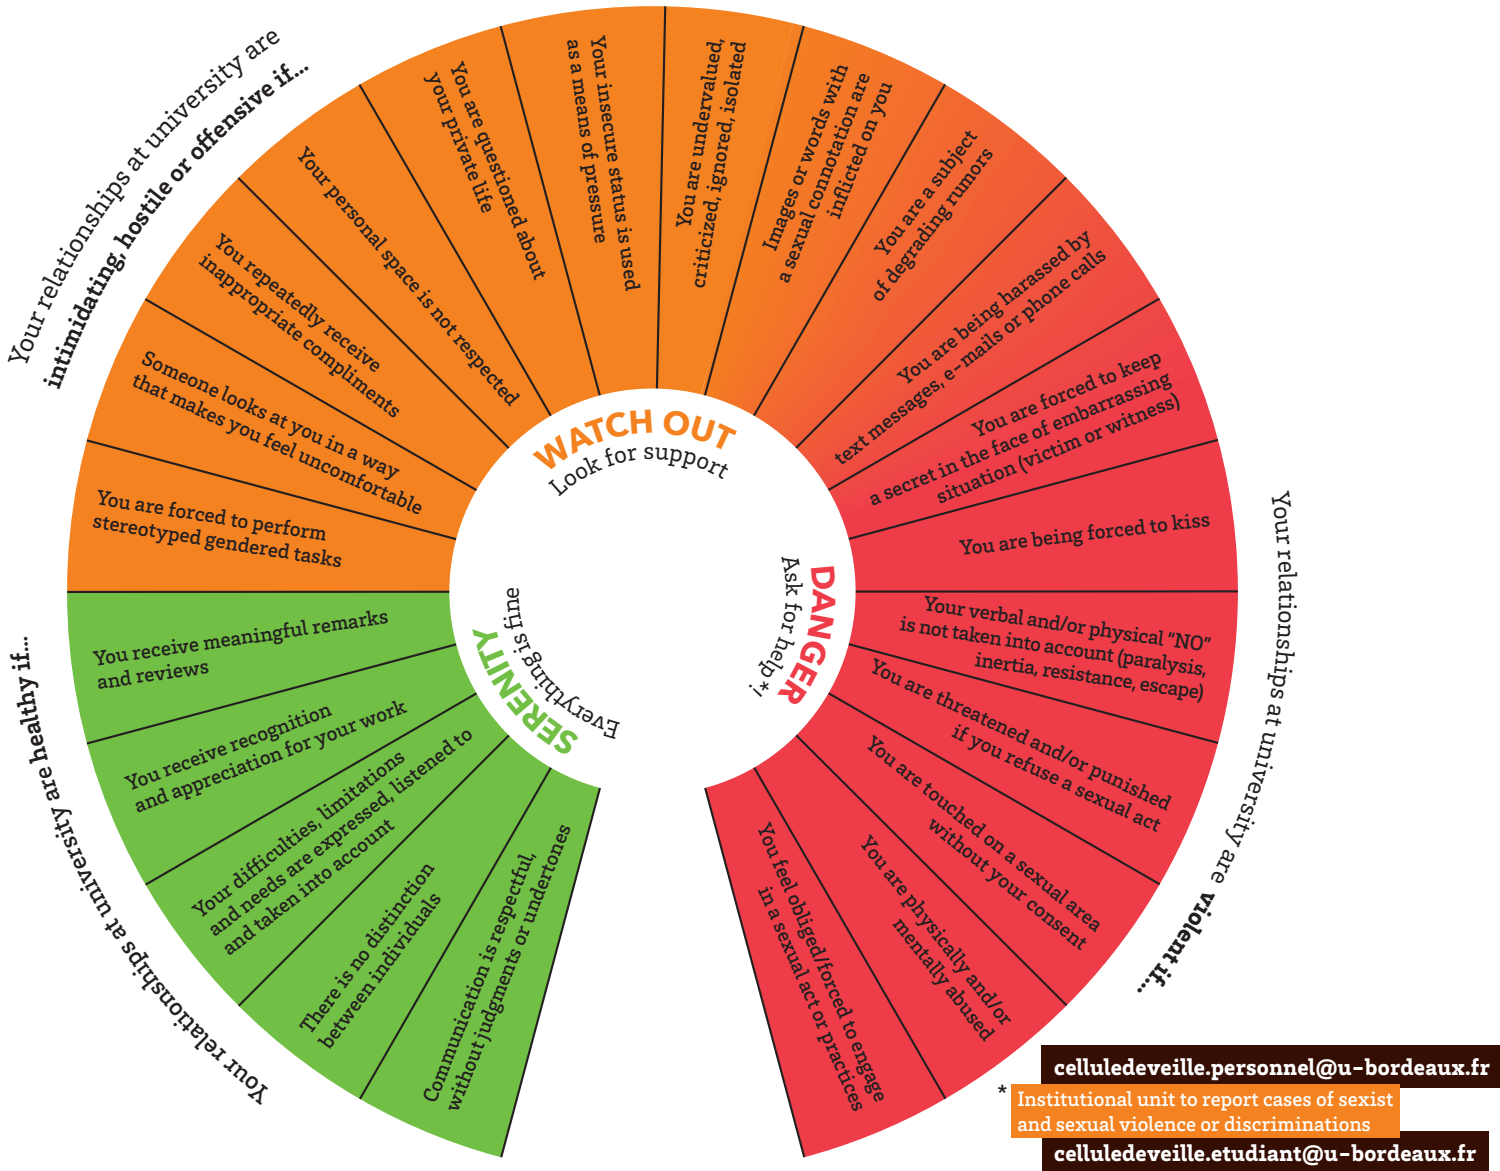 Your relationships at university are healthy if...
SERENITY
Everything is fine
Communication is respectful,
without judgments or undertones
There is no distinction
between individuals
Your difficulties, limitations
and needs are expressed, listened to
and taken into account
You receive recognition
and appreciation for your work
You receive meaningful remarks
and reviews
Your relationships at university are
intimidating, hostile or offensive if...
WATCH OUT
Look for support
You are forced to perform
stereotyped gendered tasks
Someone looks at you in a way
that makes you feel uncomfortable
You repeatedly receive
inappropriate compliments
Your personal space is not respected
You are questioned about
your private life
Your insecure status is used
as a means of pressure
You are undervalued,
criticized, ignored, isolated
Images or words with
a sexual connotation are
inflicted on you
You are a subject
of degrading rumors
You are being harassed by
text messages, e-mails or phone calls
You are forced to keep
a secret in the face of embarrassing
situation (victim or witness)
Your relationships at university are violent if...
DANGER
Ask for help*!
You are being forced to kiss
Your verbal and/or physical “NO”
is not taken into account (paralysis,
inertia, resistance, escape)
You are threatened and/or punished
if you refuse a sexual act
You are touched on a sexual area
without your consent
You are physically and/or
mentally abused
You feel obliged/forced to engage
in a sexual act or practices
celluledeveille.personnel@u-bordeaux.fr
* Institutional unit to report cases of sexist
and sexual violence or discriminations
celluledeveille.etudiant@u-bordeaux.fr